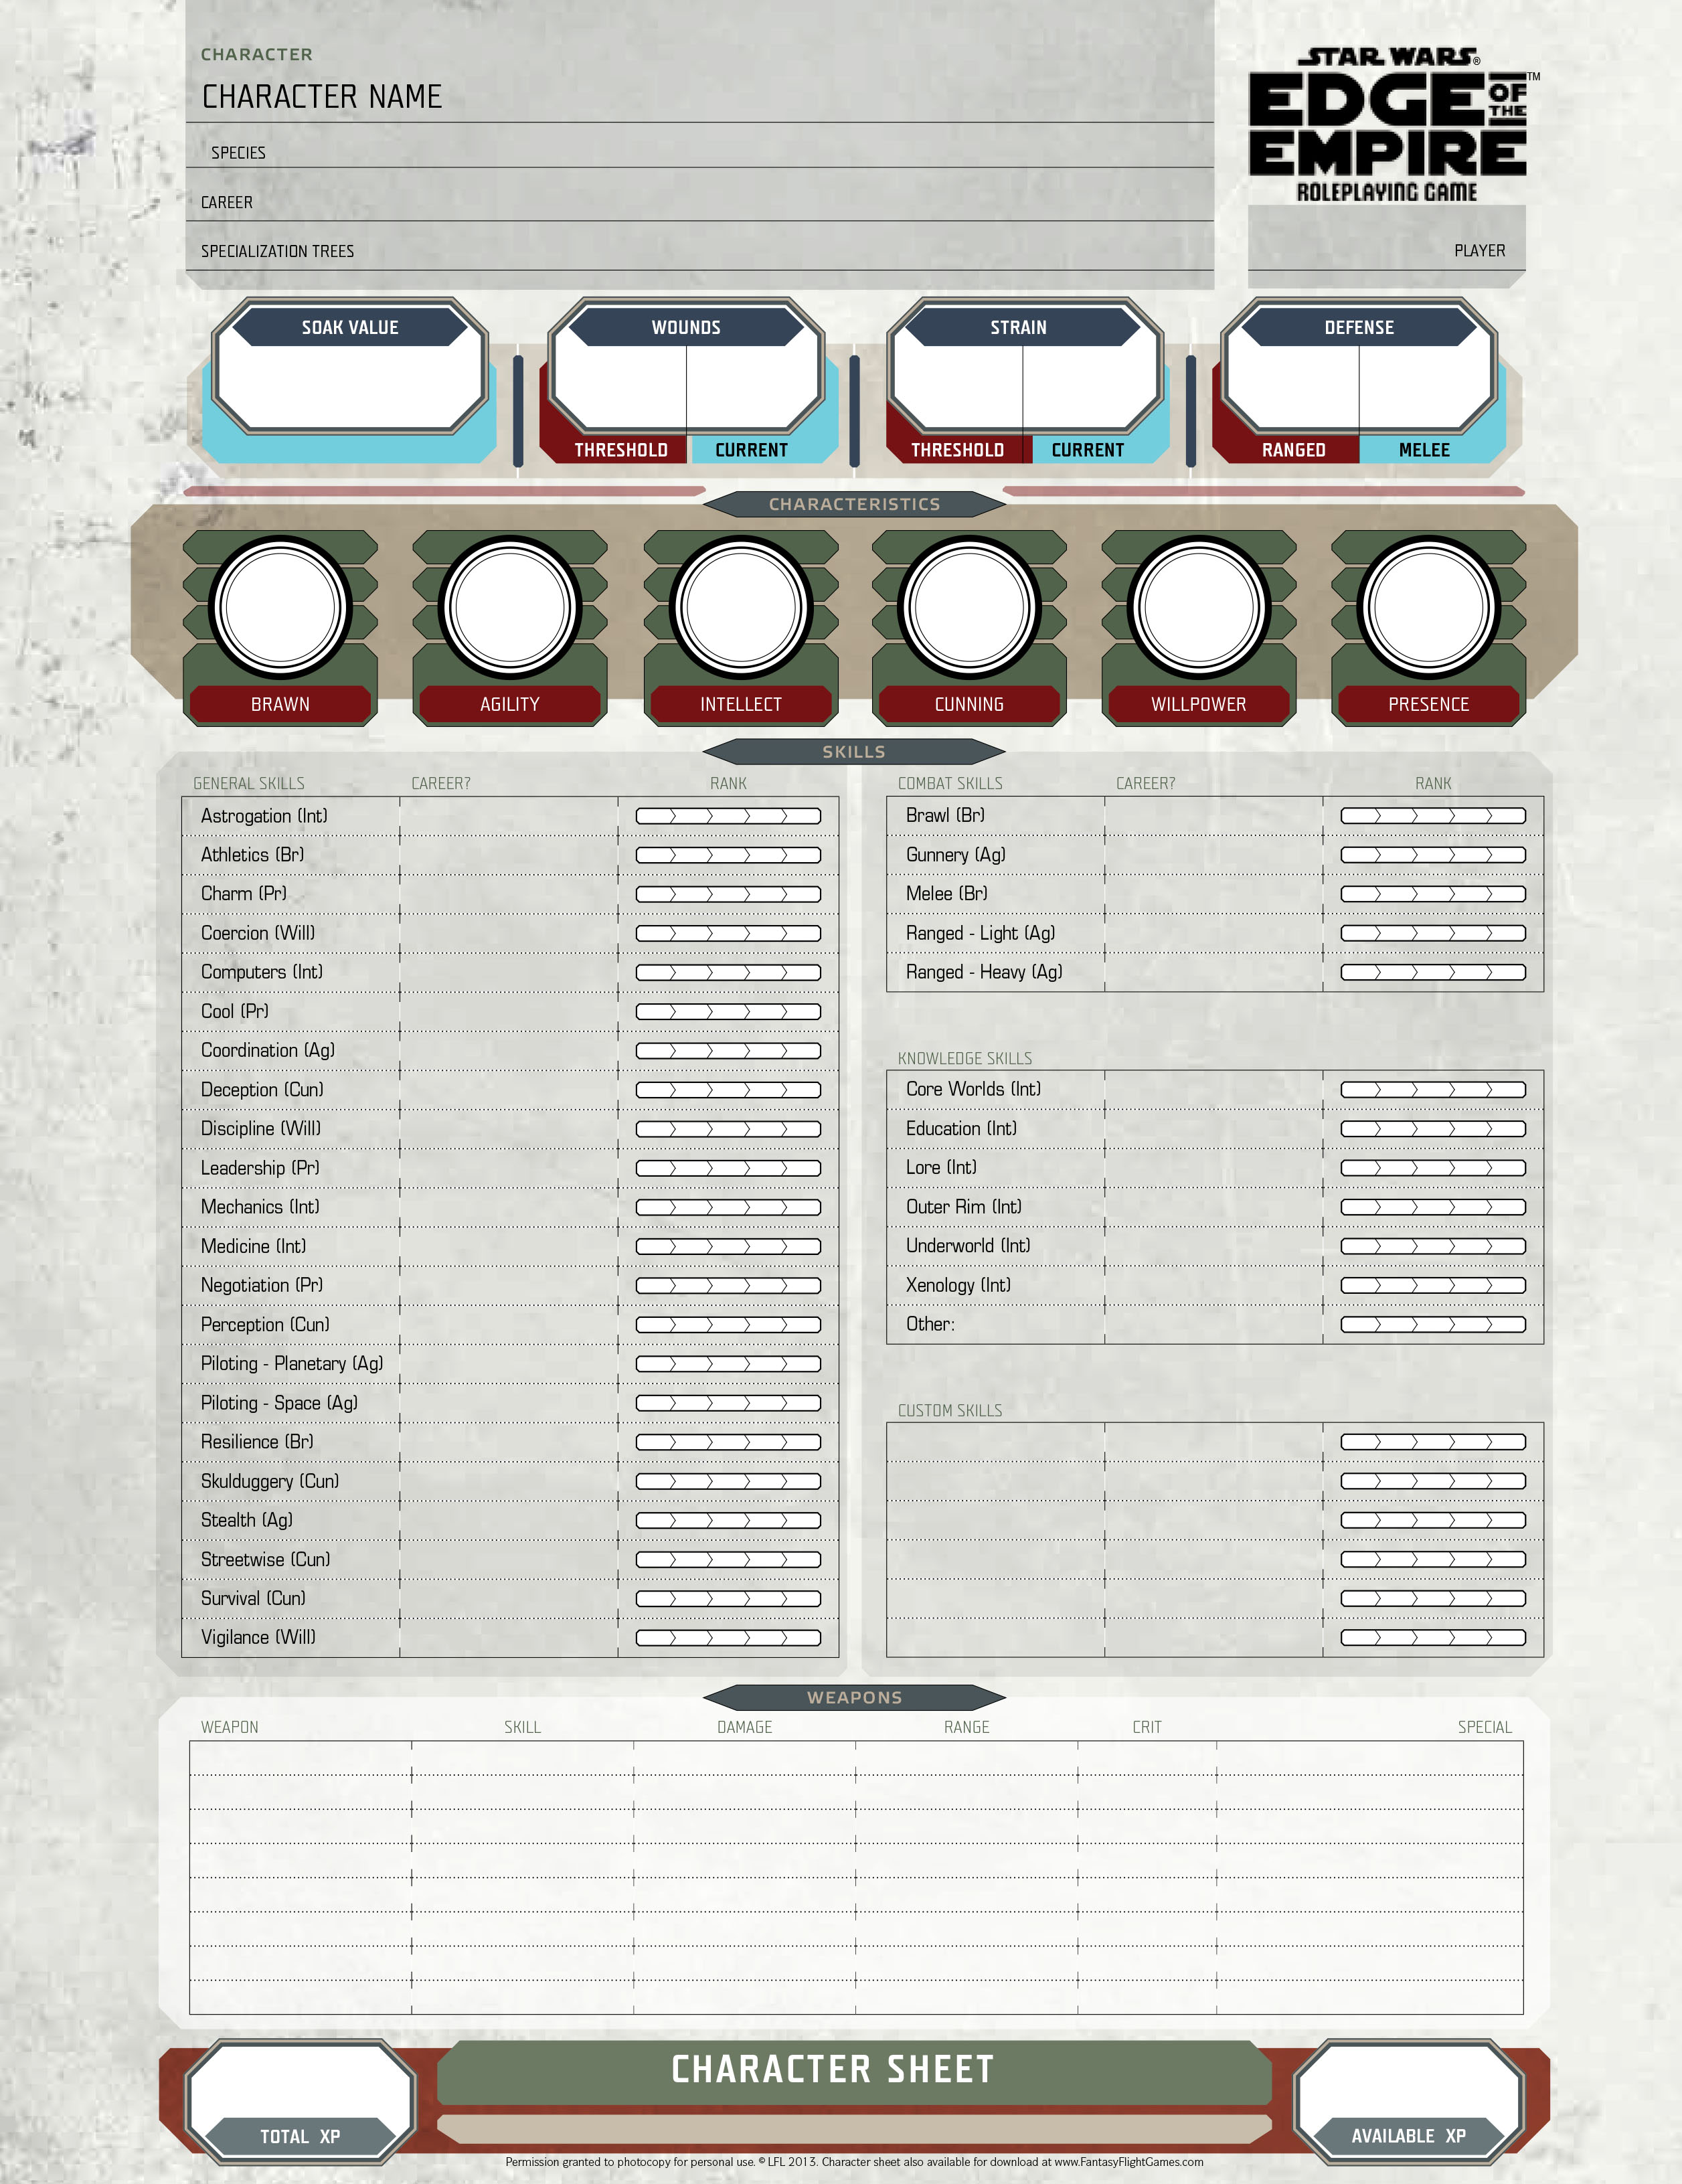 CHARACTER
CHARACTER NAME
SPECIES
CAREER
SPECIALIZATION TREES
STAR WARS®
EDGE OF THE ™
EMPIRE
ROLEPLAYING GAME
PLAYER
SOAK VALUE
WOUNDS
THRESHOLD CURRENT
STRAIN
THRESHOLD CURRENT
DEFENSE
RANGED MELEE
CHARACTERISTICS
BRAWN AGILITY INTELLECT CUNNING WILLPOWER PRESENCE
SKILLS
GENERAL SKILLS CAREER? RANK
Astrogation (Int)
Athletics (Br)
Charm (Pr)
Coercion (Will)
Computers (Int)
Cool (Pr)
Coordination (Ag)
Deception (Cun)
Discipline (Will)
Leadership (Pr)
Mechanics (Int)
Medicine (Int)
Negotiation (Pr)
Perception (Cun)
Piloting - Planetary (Ag)
Piloting - Space (Ag)
Resilience (Br)
Skulduggery (Cun)
Stealth (Ag)
Streetwise (Cun)
Survival (Cun)
Vigilance (Will)
COMBAT SKILLS CAREER? RANK
Brawl (Br)
Gunnery (Ag)
Melee (Br)
Ranged - Light (Ag)
Ranged - Heavy (Ag)
KNOWLEDGE SKILLS
Core Worlds (Int)
Education (Int)
Lore (Int)
Outer Rim (Int)
Underworld (Int)
Xenology (Int)
Other:
CUSTOM SKILLS
WEAPONS
WEAPON SKILL DAMAGE RANGE CRIT SPECIAL
CHARACTER SHEET
TOTAL XP
AVAILABLE XP
Permission granted to photocopy for personal use. © LFL 2013. Character sheet also available for download at www.FantasyFlightGames.com